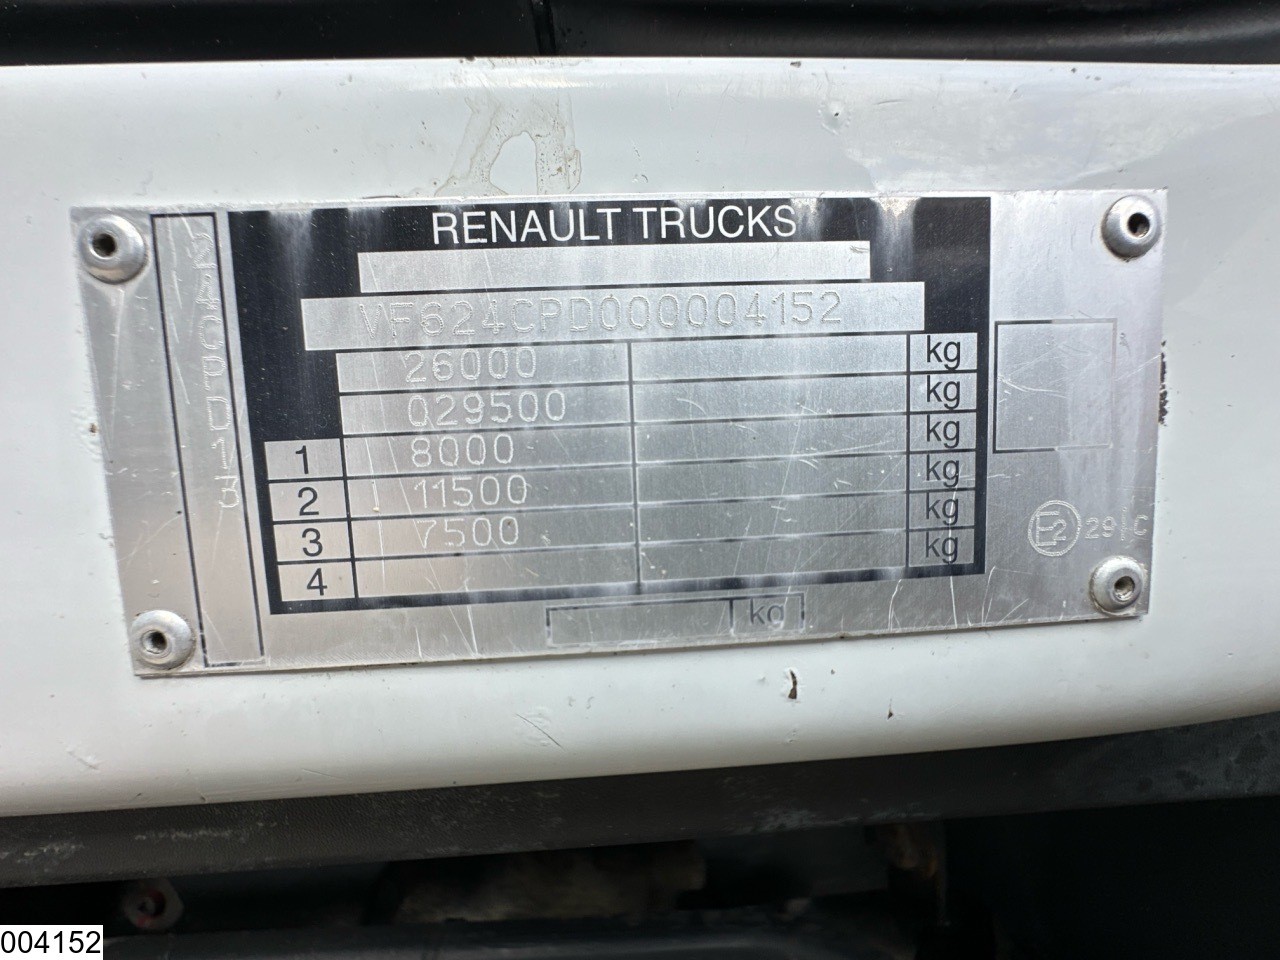 RENAULT TRUCKS
VF624CPD000004152
26000 kg
029500 kg
1 8000 kg
2 11500 kg
3 7500 kg
4 kg
kg
E2 29 C
004152